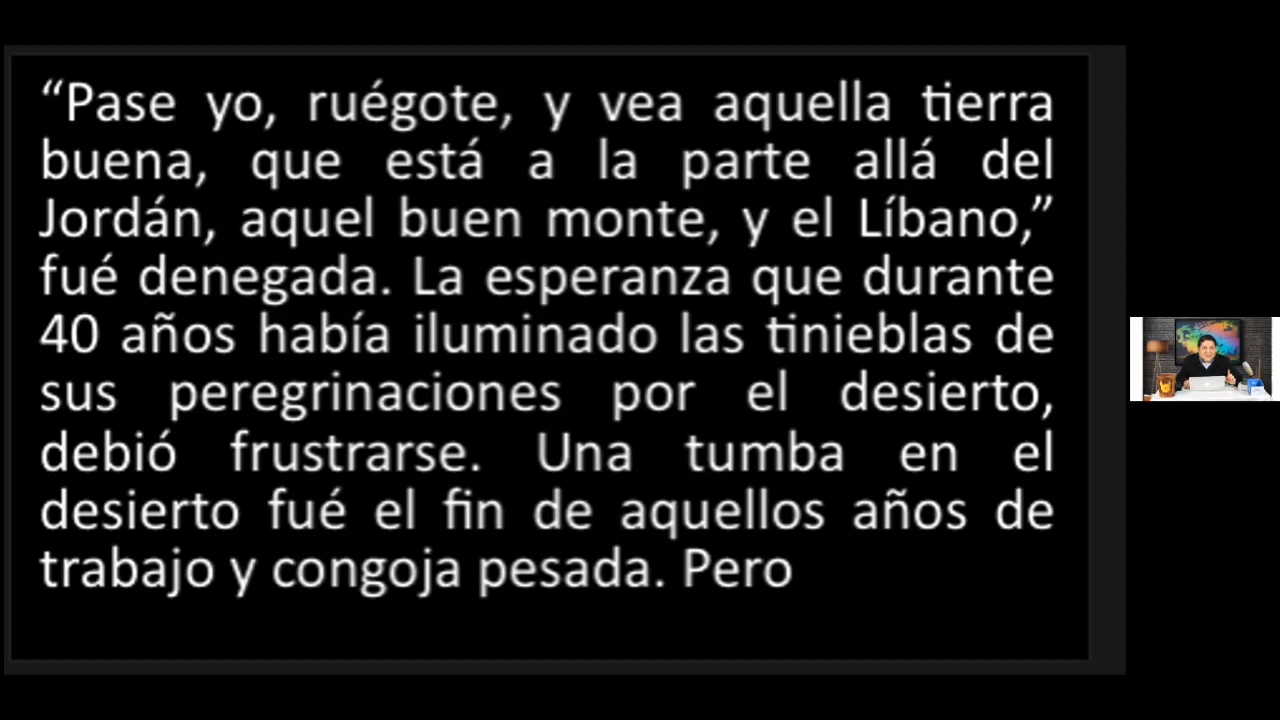 “Pase yo, ruégote, y vea aquella tierra
buena, que está a la parte allá del
Jordán, aquel buen monte, y el Líbano,”
fué denegada. La esperanza que durante
40 años había iluminado las tinieblas de
sus peregrinaciones por el desierto,
debió frustrarse. Una tumba en el
desierto fué el fin de aquellos años de
trabajo y congoja pesada. Pero